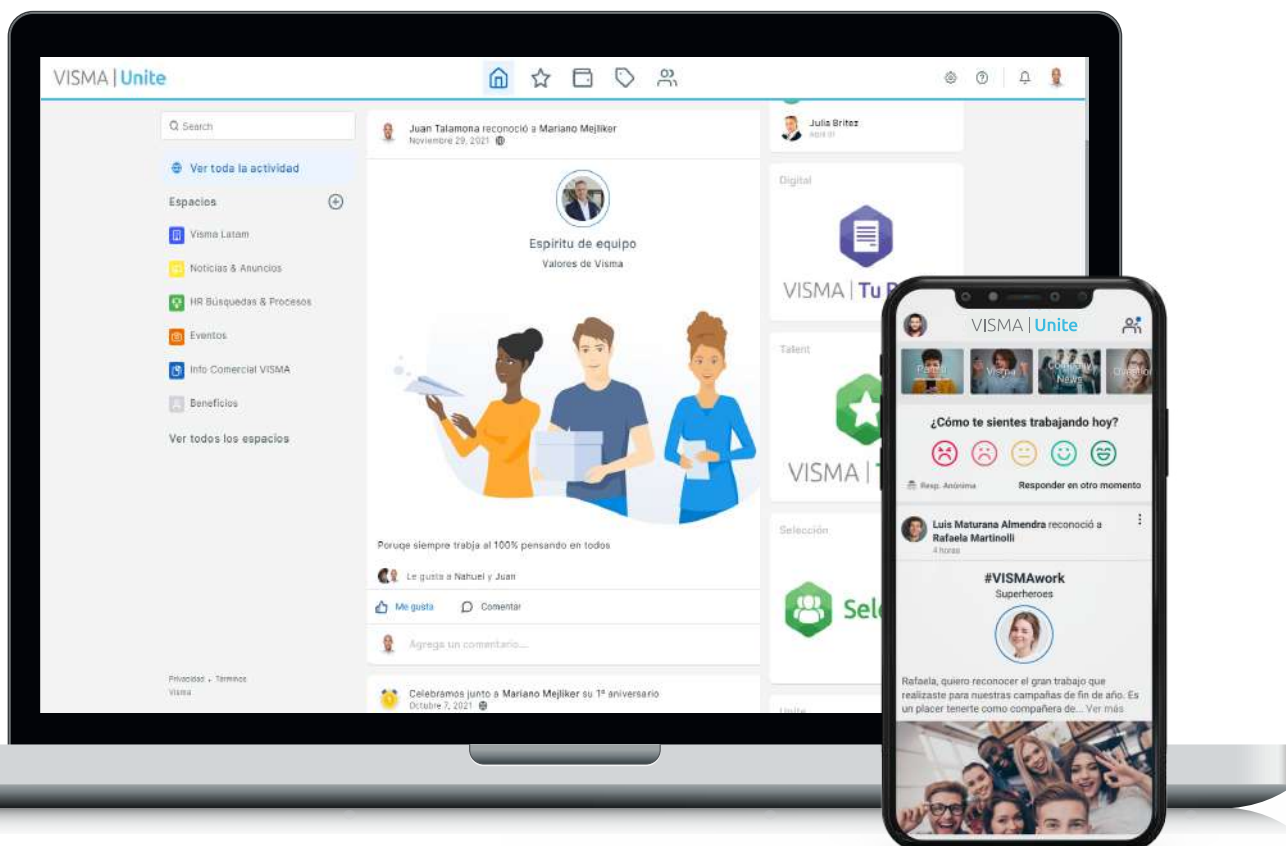 VISMA | Unite
Search
Ver toda la actividad
Espacios
Visma Latam
Noticias & Anuncios
HR Búsquedas & Procesos
Eventos
Info Comercial VISMA
Beneficios
Ver todos los espacios
Privacidad . Términos
Visma
Juan Talamona reconoció a Mariano Mejliker
Noviembre 29, 2021
Espíritu de equipo
Valores de Visma
Poruqe siempre trabja al 100% pensando en todos
Le gusta a Nahuel y Juan
Me gusta
Comentar
Agrega un comentario...
Celebramos junto a Mariano Mejliker su 1º aniversario
Octubre 7, 2021
Julia Britez
Digital
VISMA | Tu
Talent
VISMA |
Selección
Sel
Unite
VISMA | Unite
Visma
Company
News
¿Cómo te sientes trabajando hoy?
Resp. Anónima
Responder en otro momento
Luis Maturana Almendra reconoció a
Rafaela Martinolli
4 horas
#VISMAwork
Superheroes
Rafaela, quiero reconocer el gran trabajo que
realizaste para nuestras campañas de fin de año. Es
un placer tenerte como compañera de... Ver más